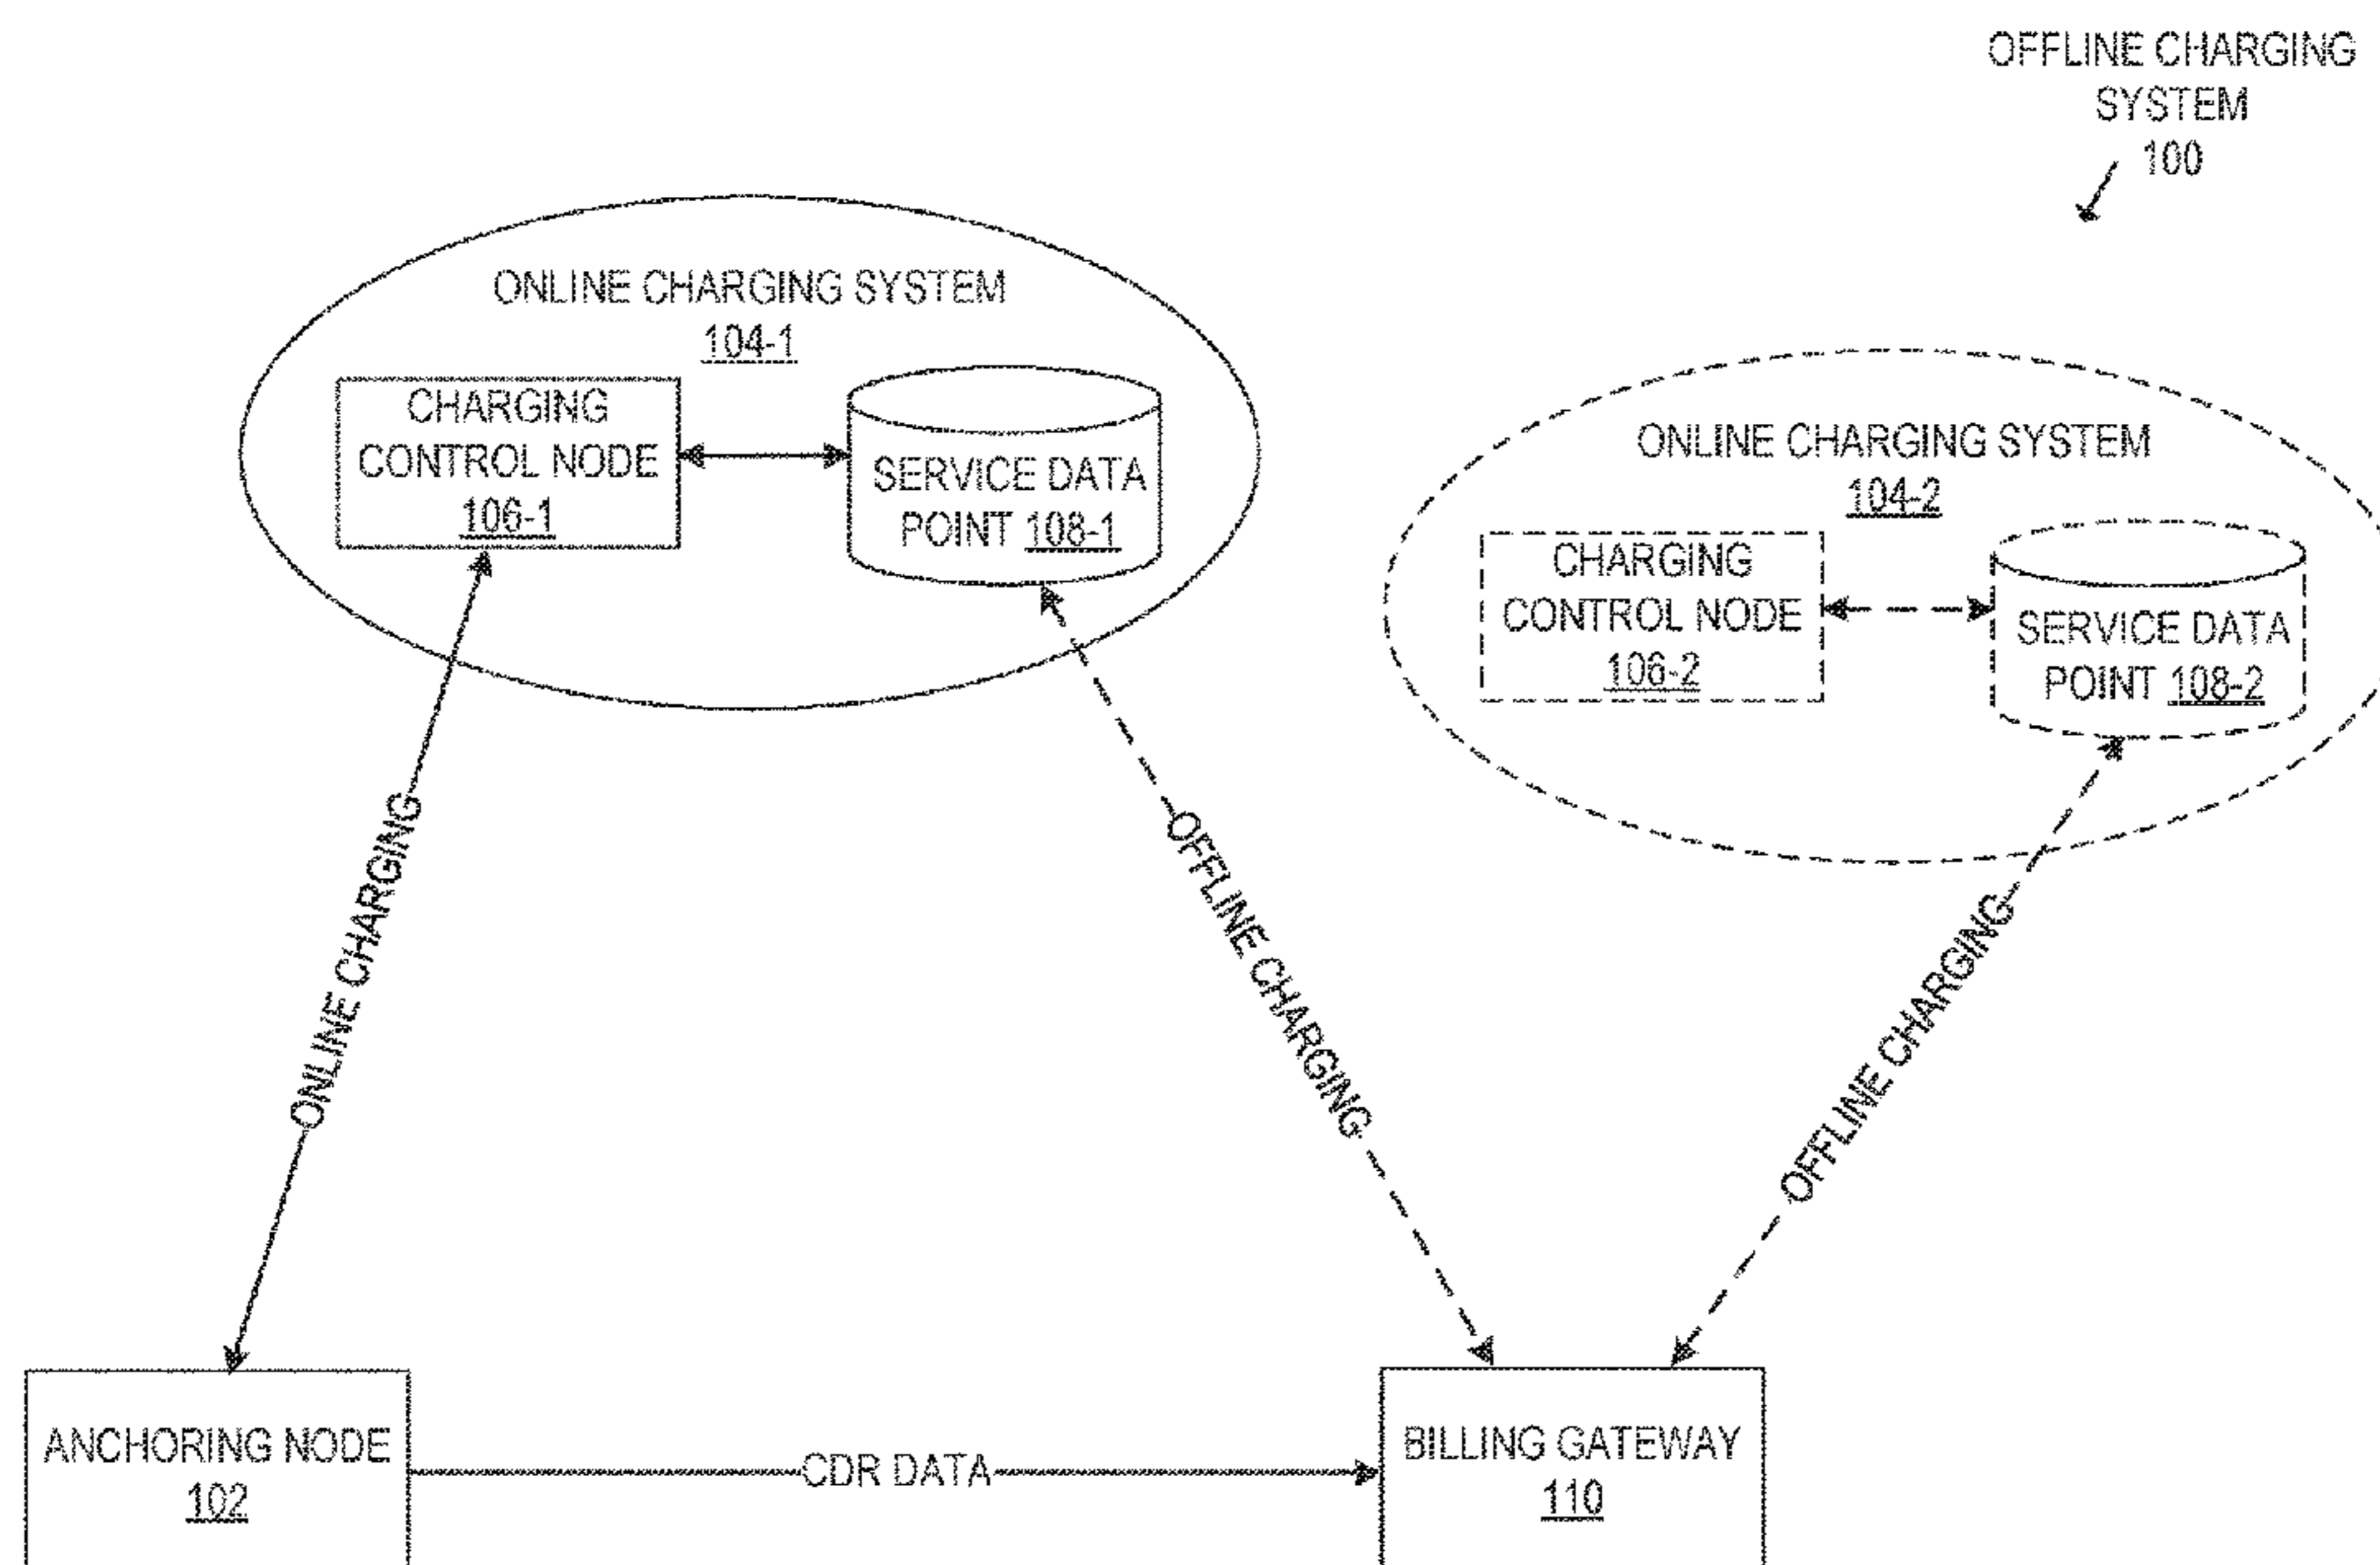 OFFLINE CHARGING
SYSTEM
100
ONLINE CHARGING SYSTEM
104-1
CHARGING
CONTROL NODE
106-1
SERVICE DATA
POINT 108-1
ONLINE CHARGING SYSTEM
104-2
CHARGING
CONTROL NODE
106-2
SERVICE DATA
POINT 108-2
ONLINE CHARGING
OFFLINE CHARGING
OFFLINE CHARGING
ANCHORING NODE
102
CDR DATA
BILLING GATEWAY
110